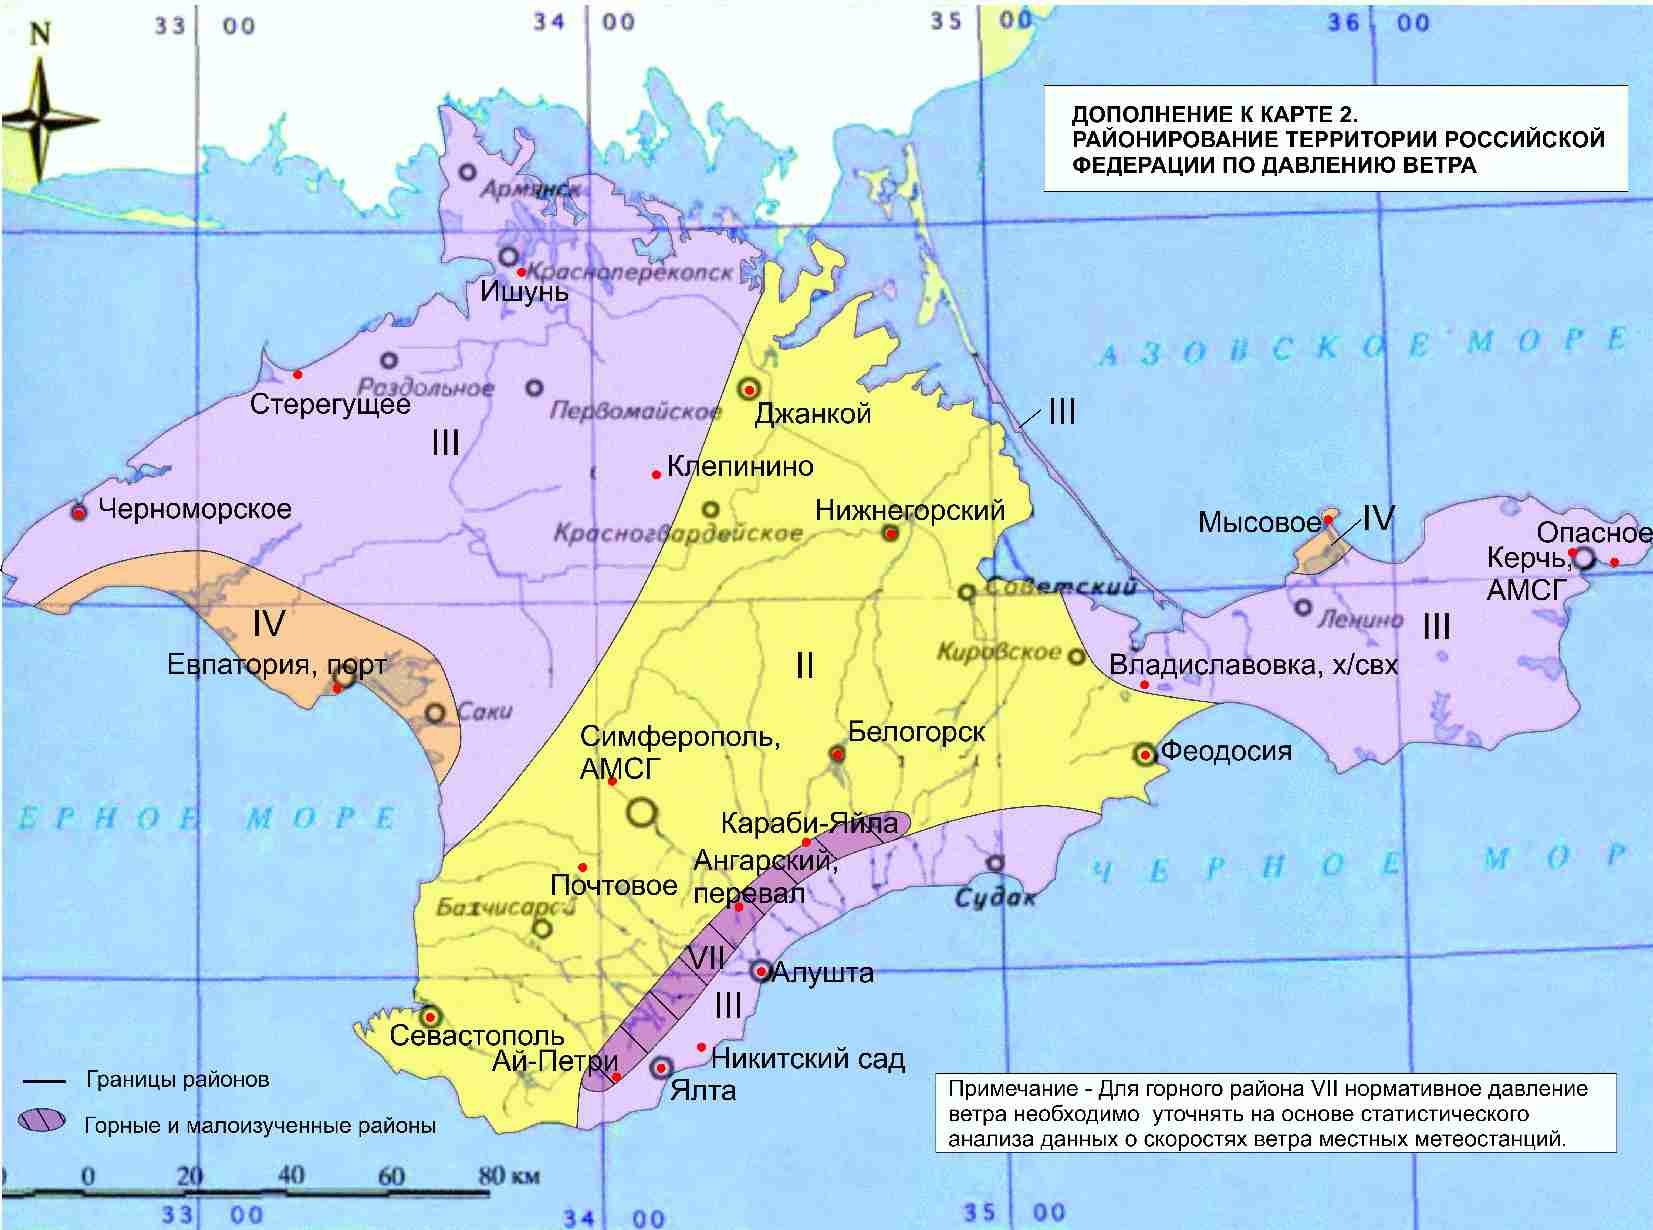 33 00
34 00
35 00
36 00
N
ДОПОЛНЕНИЕ К КАРТЕ 2.
РАЙОНИРОВАНИЕ ТЕРРИТОРИИ РОССИЙСКОЙ
ФЕДЕРАЦИИ ПО ДАВЛЕНИЮ ВЕТРА
Армянск
Красноперекопск
Ишунь
АЗОВСКОЕ МОРЕ
Раздольное
Стерегущее
Первомайское
Джанкой
III
III
Клепинино
Черноморское
Нижнегорский
Красногвардейское
Мысовое
IV
Опасное
Керчь,
АМСГ
Советский
IV
Ленино
III
Евпатория, порт
II
Кировское
Владиславовка, х/свх
Саки
Симферополь,
АМСГ
Белогорск
Феодосия
ЕРНОЕ МОРЕ
Караби-Яйла
Ангарский,
перевал
ЧЕРНОЕ МОР
Почтовое
Бахчисарай
Судак
VII
Алушта
III
Севастополь
Ай-Петри
Никитский сад
Ялта
Границы районов
Горные и малоизученные районы
Примечание - Для горного района VII нормативное давление
ветра необходимо уточнять на основе статистического
анализа данных о скоростях ветра местных метеостанций.
0 20 40 60 80 км
33 00
34 00
35 00